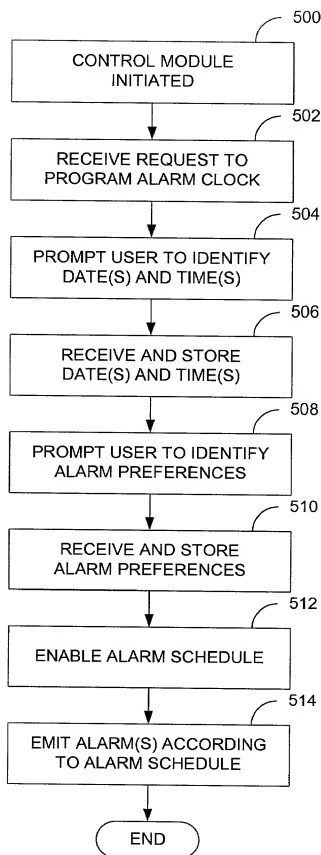 500
CONTROL MODULE
INITIATED
502
RECEIVE REQUEST TO
PROGRAM ALARM CLOCK
504
PROMPT USER TO IDENTIFY
DATE(S) AND TIME(S)
506
RECEIVE AND STORE
DATE(S) AND TIME(S)
508
PROMPT USER TO IDENTIFY
ALARM PREFERENCES
510
RECEIVE AND STORE
ALARM PREFERENCES
512
ENABLE ALARM SCHEDULE
514
EMIT ALARM(S) ACCORDING
TO ALARM SCHEDULE
END